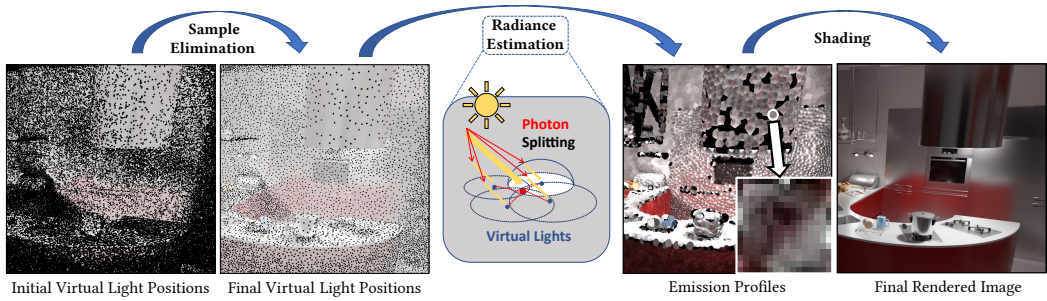 Sample
Elimination
Radiance
Estimation
Shading
Photon
Splitting
Virtual Lights
Initial Virtual Light Positions
Final Virtual Light Positions
Emission Profiles
Final Rendered Image